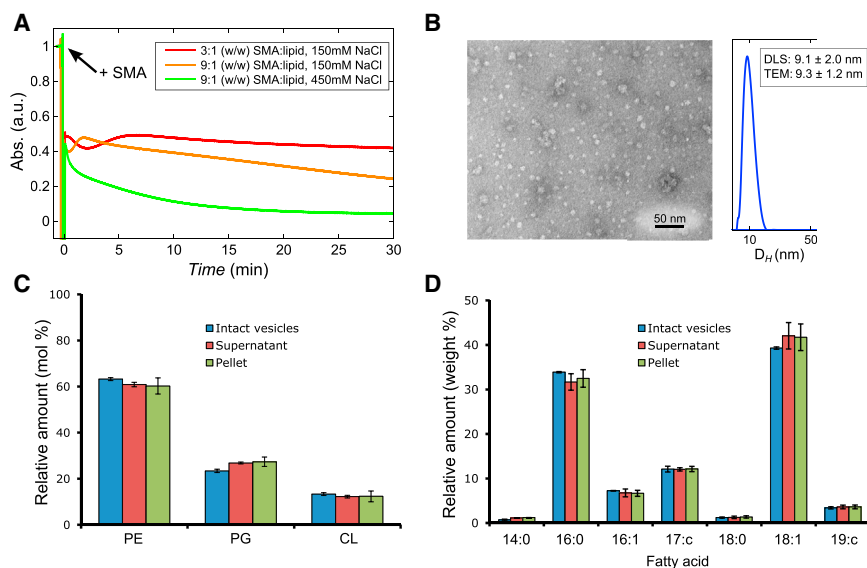 A
Abs. (a.u.)
1
0.8
0.6
0.4
0.2
0
+ SMA
3:1 (w/w) SMA:lipid, 150mM NaCl
9:1 (w/w) SMA:lipid, 150mM NaCl
9:1 (w/w) SMA:lipid, 450mM NaCl
0 5 10 15 20 25 30
Time (min)
B
50 nm
DLS: 9.1 ± 2.0 nm
TEM: 9.3 ± 1.2 nm
10 50
DH (nm)
C
Relative amount (mol %)
100
80
60
40
20
0
Intact vesicles
Supernatant
Pellet
PE PG CL
D
Relative amount (weight %)
50
40
30
20
10
0
Intact vesicles
Supernatant
Pellet
14:0 16:0 16:1 17:c 18:0 18:1 19:c
Fatty acid